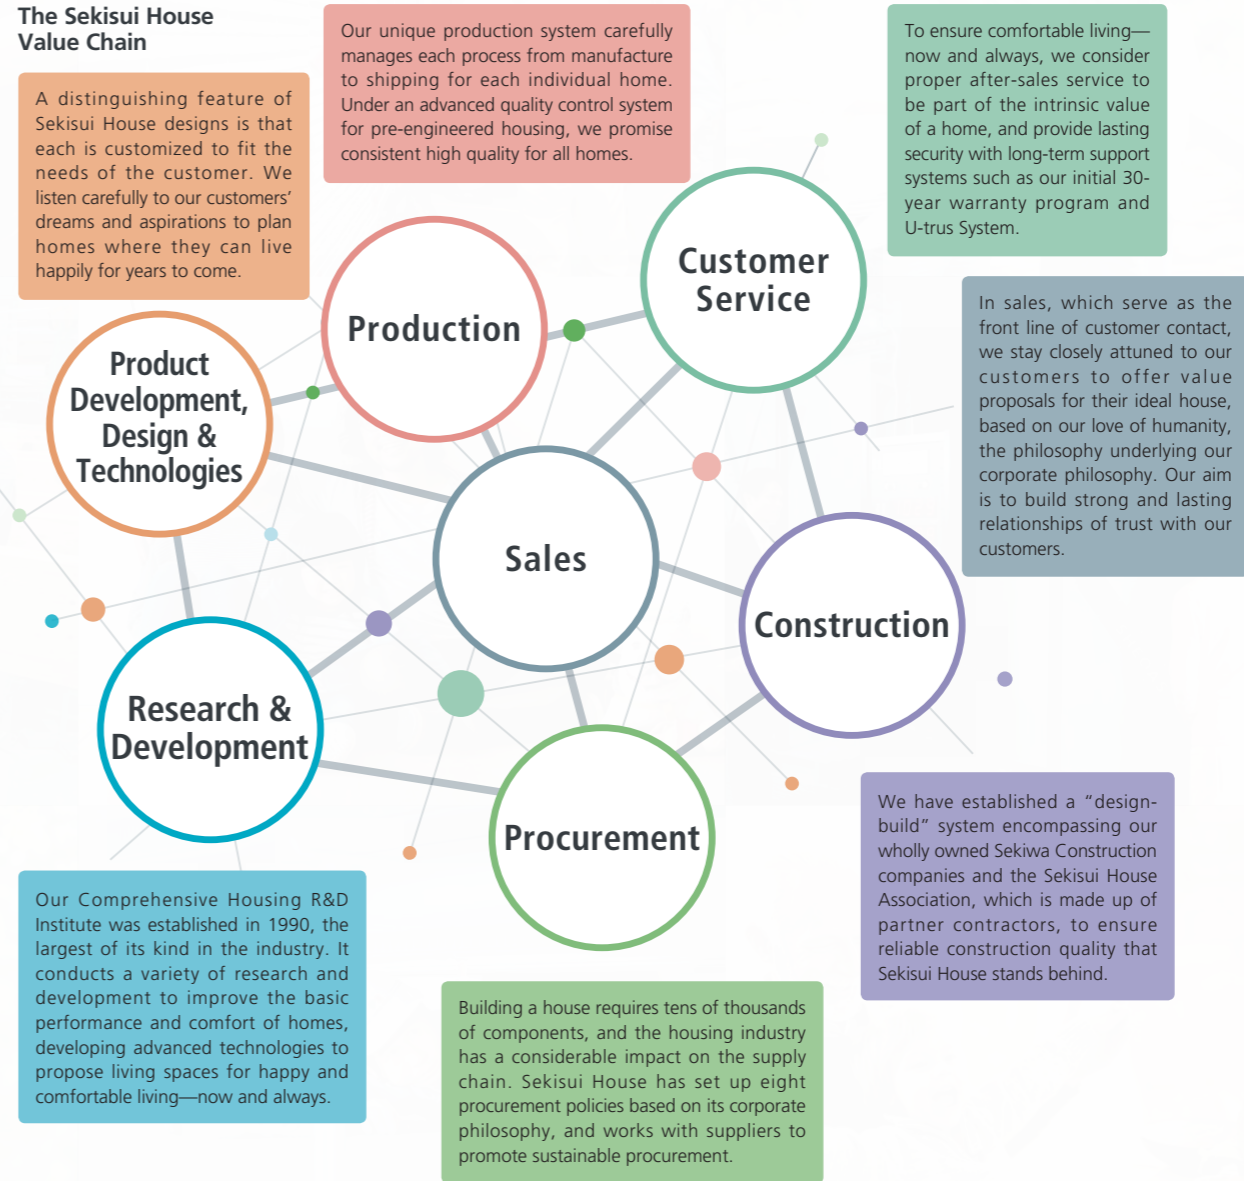 The Sekisui House
Value Chain
A distinguishing feature of
Sekisui House designs is that
each is customized to fit the
needs of the customer. We
listen carefully to our customers’
dreams and aspirations to plan
homes where they can live
happily for years to come.
Our unique production system carefully
manages each process from manufacture
to shipping for each individual home.
Under an advanced quality control system
for pre-engineered housing, we promise
consistent high quality for all homes.
To ensure comfortable living—
now and always, we consider
proper after-sales service to
be part of the intrinsic value
of a home, and provide lasting
security with long-term support
systems such as our initial 30-
year warranty program and
U-trus System.
In sales, which serve as the
front line of customer contact,
we stay closely attuned to our
customers to offer value
proposals for their ideal house,
based on our love of humanity,
the philosophy underlying our
corporate philosophy. Our aim
is to build strong and lasting
relationships of trust with our
customers.
Product
Development,
Design &
Technologies
Production
Customer
Service
Sales
Construction
Research &
Development
Procurement
We have established a “design-
build” system encompassing our
wholly owned Sekiwa Construction
companies and the Sekisui House
Association, which is made up of
partner contractors, to ensure
reliable construction quality that
Sekisui House stands behind.
Our Comprehensive Housing R&D
Institute was established in 1990, the
largest of its kind in the industry. It
conducts a variety of research and
development to improve the basic
performance and comfort of homes,
developing advanced technologies to
propose living spaces for happy and
comfortable living—now and always.
Building a house requires tens of thousands
of components, and the housing industry
has a considerable impact on the supply
chain. Sekisui House has set up eight
procurement policies based on its corporate
philosophy, and works with suppliers to
promote sustainable procurement.